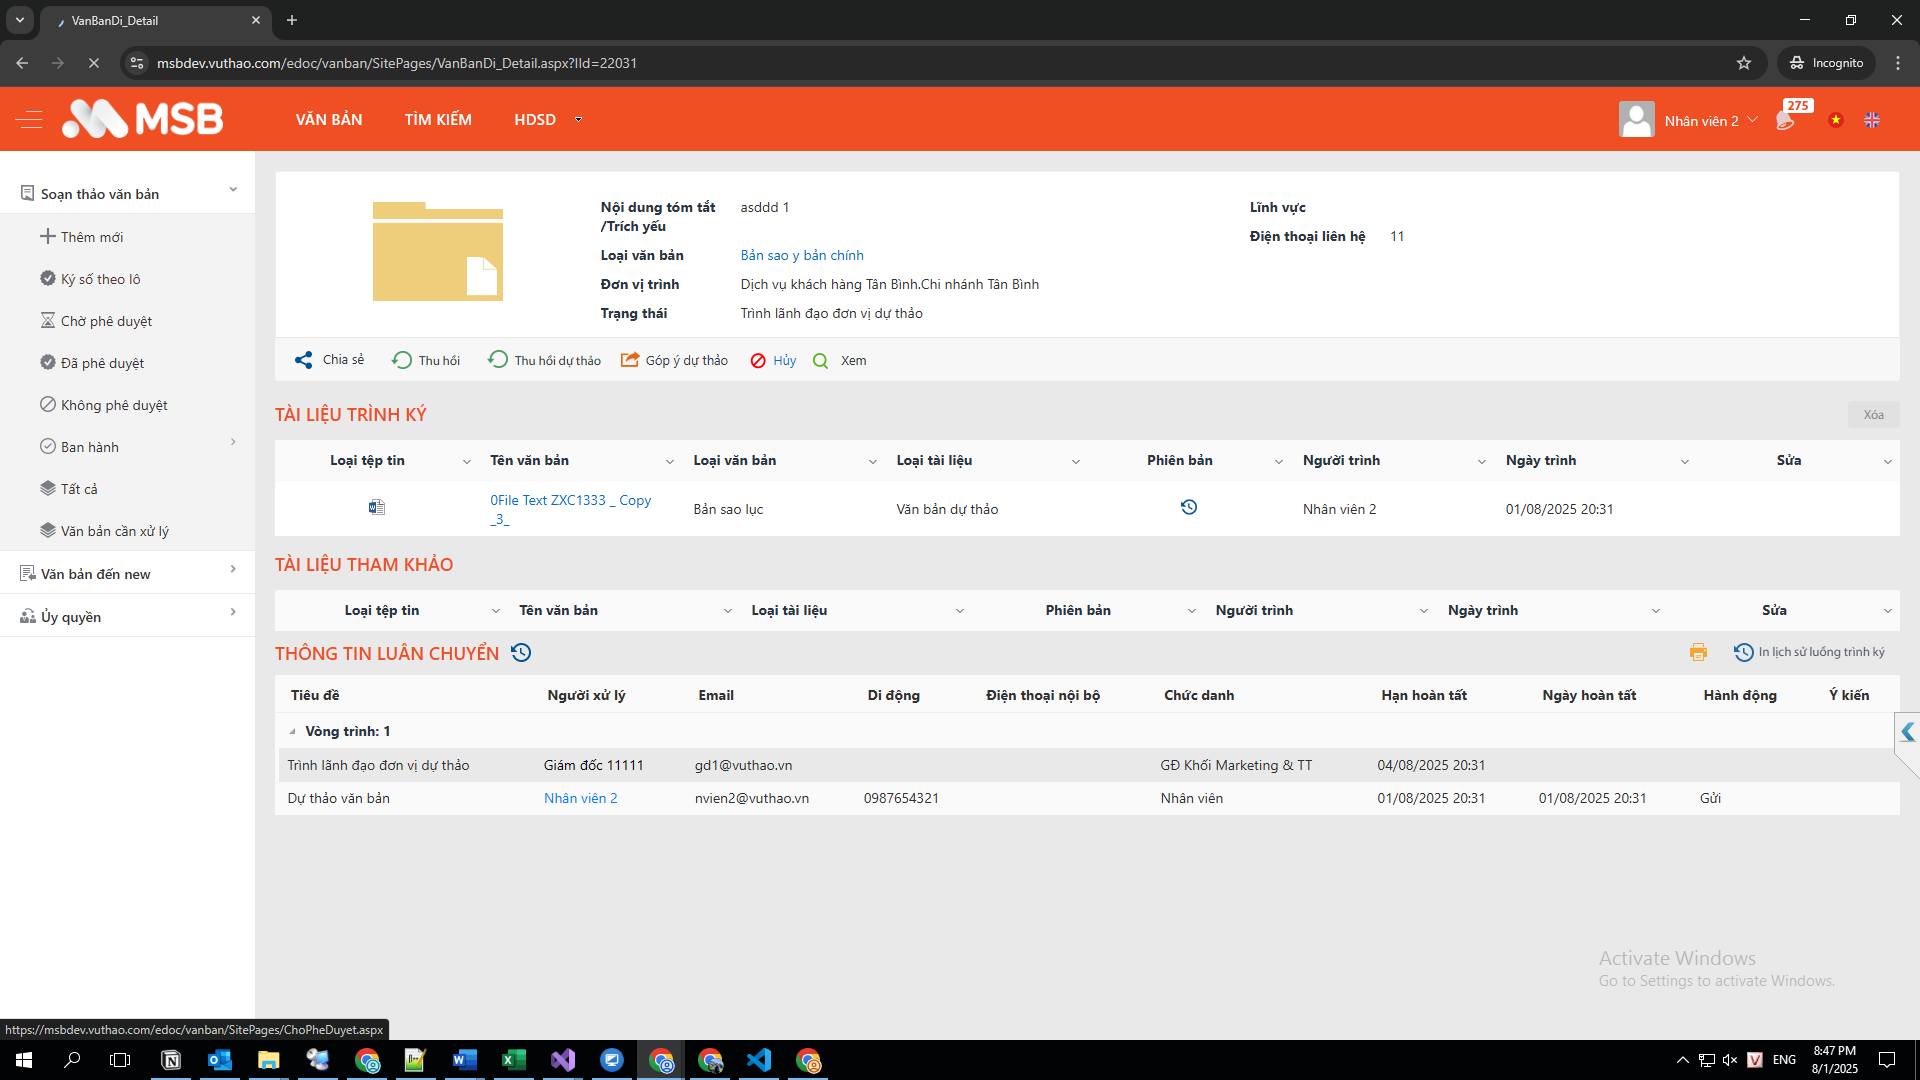 VanBanDi_Detail
msbdev.vuthao.com/edoc/vanban/SitePages/VanBanDi_Detail.aspx?IId=22031
Incognito
MSB
VĂN BẢN
TÌM KIẾM
HDSD
Nhân viên 2
275
Soạn thảo văn bản
Thêm mới
Ký số theo lô
Chờ phê duyệt
Đã phê duyệt
Không phê duyệt
Ban hành
Tất cả
Văn bản cần xử lý
Văn bản đến new
Ủy quyền
Nội dung tóm tắt /Trích yếu asddd 1
Loại văn bản Bản sao y bản chính
Đơn vị trình Dịch vụ khách hàng Tân Bình.Chi nhánh Tân Bình
Trạng thái Trình lãnh đạo đơn vị dự thảo
Lĩnh vực
Điện thoại liên hệ 11
Chia sẻ Thu hồi Thu hồi dự thảo Góp ý dự thảo Hủy Xem
TÀI LIỆU TRÌNH KÝ
Xóa
Loại tệp tin Tên văn bản Loại văn bản Loại tài liệu Phiên bản Người trình Ngày trình Sửa
0File Text ZXC1333 _ Copy _3_ Bản sao lục Văn bản dự thảo Nhân viên 2 01/08/2025 20:31
TÀI LIỆU THAM KHẢO
Loại tệp tin Tên văn bản Loại tài liệu Phiên bản Người trình Ngày trình Sửa
THÔNG TIN LUÂN CHUYỂN
In lịch sử luồng trình ký
Tiêu đề Người xử lý Email Di động Điện thoại nội bộ Chức danh Hạn hoàn tất Ngày hoàn tất Hành động Ý kiến
Vòng trình: 1
Trình lãnh đạo đơn vị dự thảo Giám đốc 11111 gd1@vuthao.vn GĐ Khối Marketing & TT 04/08/2025 20:31
Dự thảo văn bản Nhân viên 2 nvien2@vuthao.vn 0987654321 Nhân viên 01/08/2025 20:31 01/08/2025 20:31 Gửi
Activate Windows
Go to Settings to activate Windows.
https://msbdev.vuthao.com/edoc/vanban/SitePages/ChoPheDuyet.aspx
ENG
8:47 PM
8/1/2025